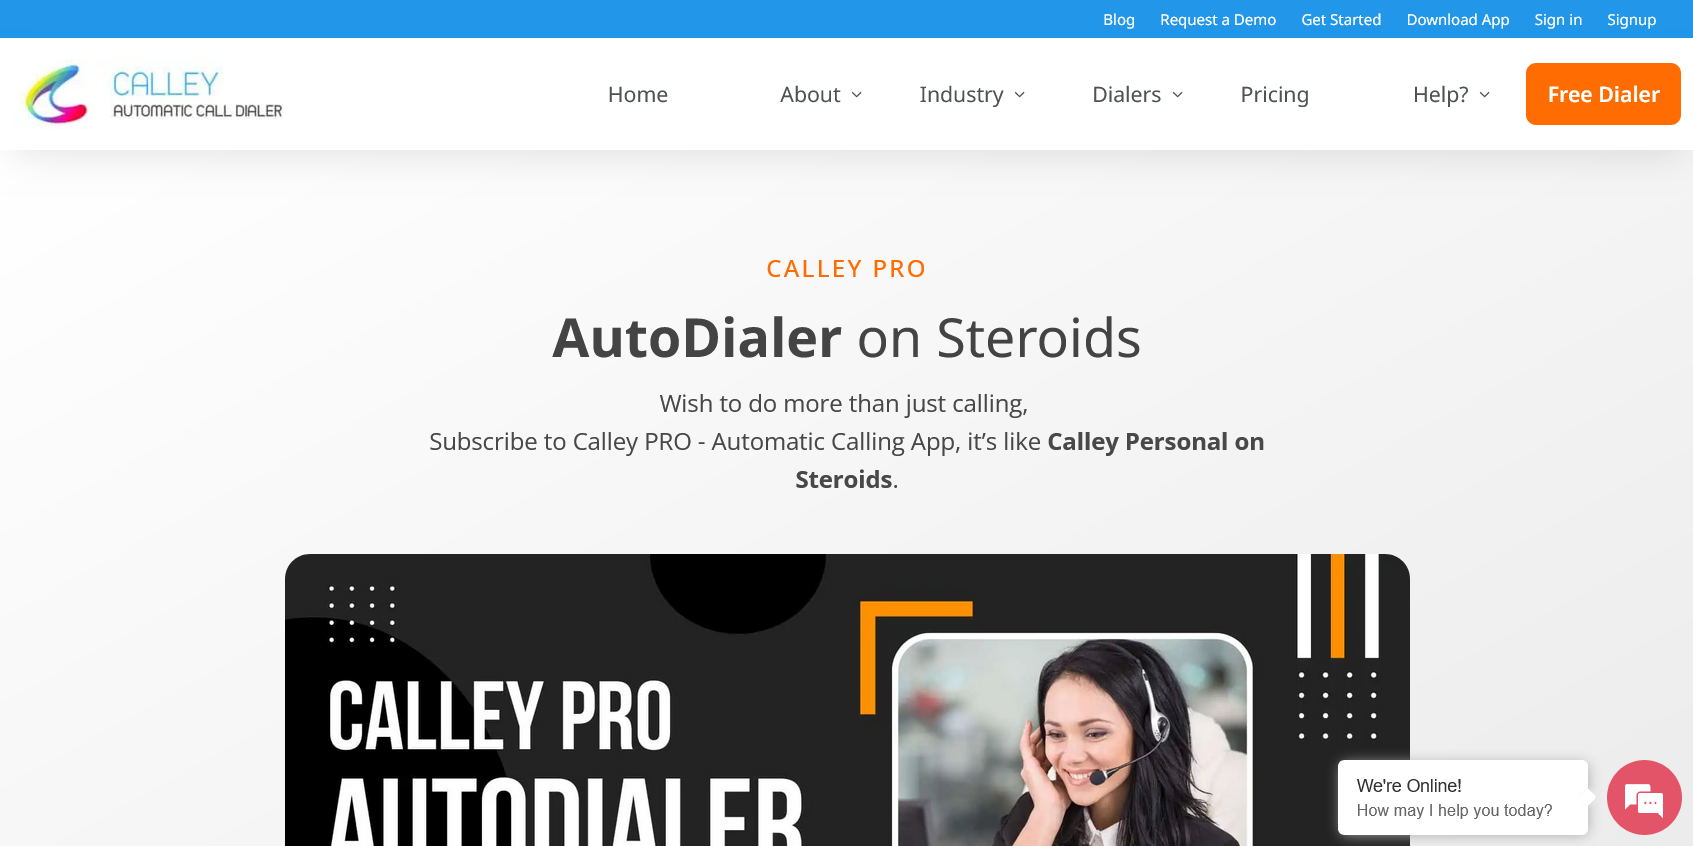 Blog Request a Demo Get Started Download App Sign in Signup
CALLEY
AUTOMATIC CALL DIALER
Home About Industry Dialers Pricing Help? Free Dialer
CALLEY PRO
AutoDialer on Steroids
Wish to do more than just calling,
Subscribe to Calley PRO - Automatic Calling App, it’s like Calley Personal on
Steroids.
CALLEY PRO
AUTODIALER
We're Online!
How may I help you today?